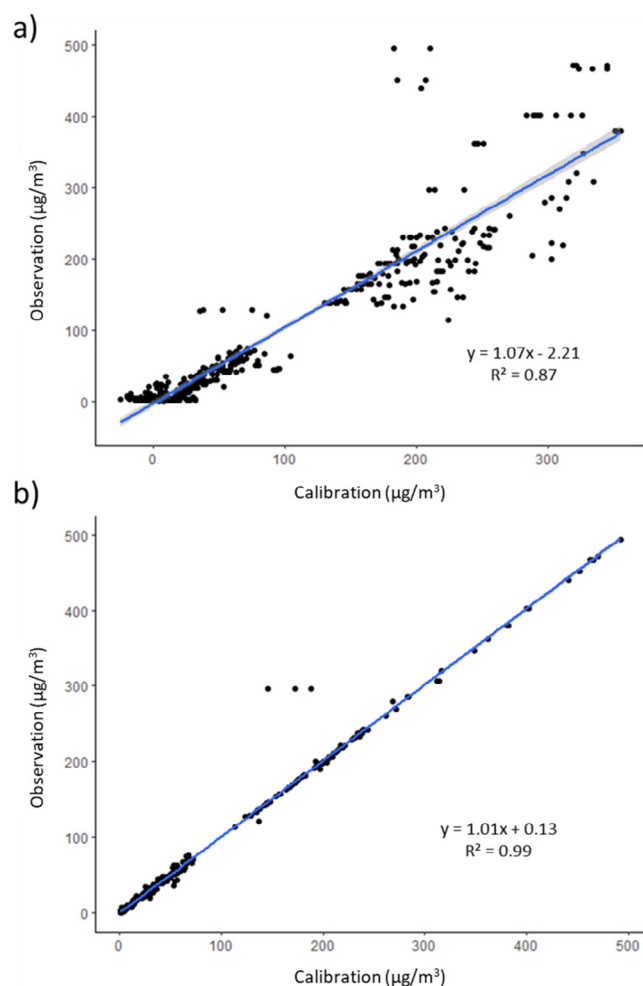 a)
500
400
300
200
100
0
Observation (µg/m³)
y = 1.07x - 2.21
R² = 0.87
0 100 200 300
Calibration (µg/m³)
b)
500
400
300
200
100
0
Observation (µg/m³)
y = 1.01x + 0.13
R² = 0.99
0 100 200 300 400 500
Calibration (µg/m³)